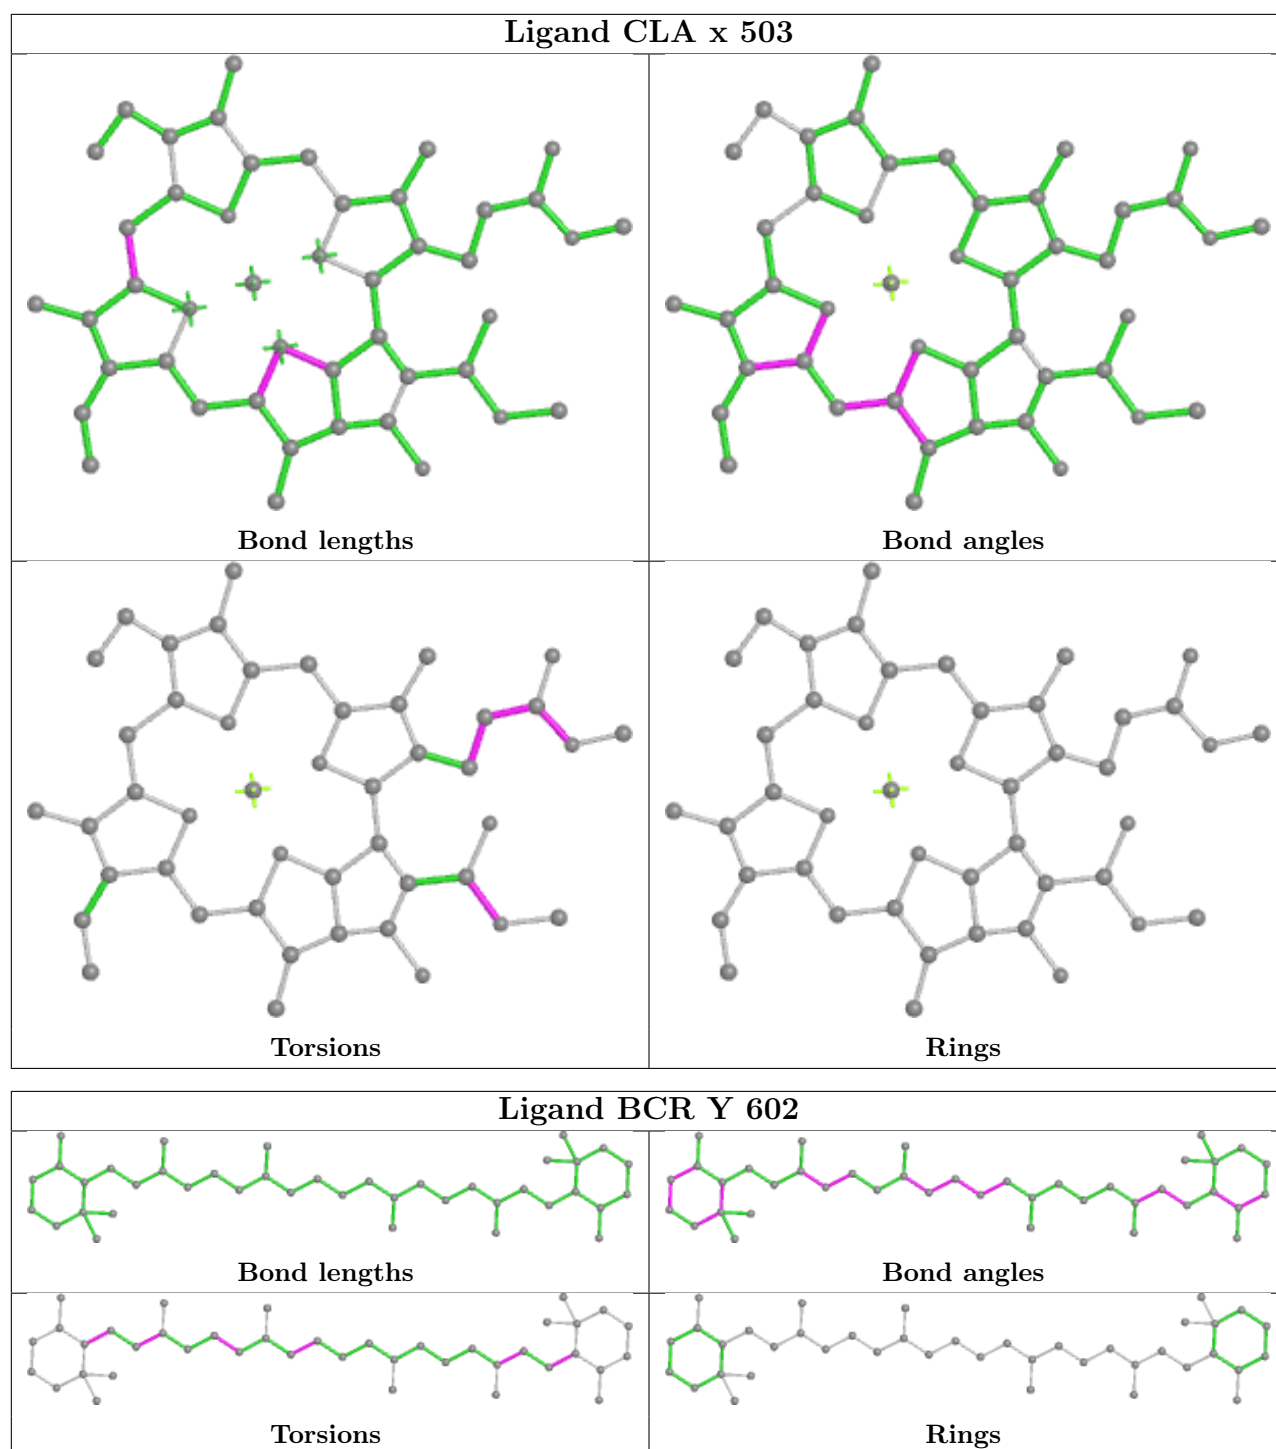 Ligand CLA x 503
Bond lengths
Bond angles
Torsions
Rings
Ligand BCR Y 602
Bond lengths
Bond angles
Torsions
Rings